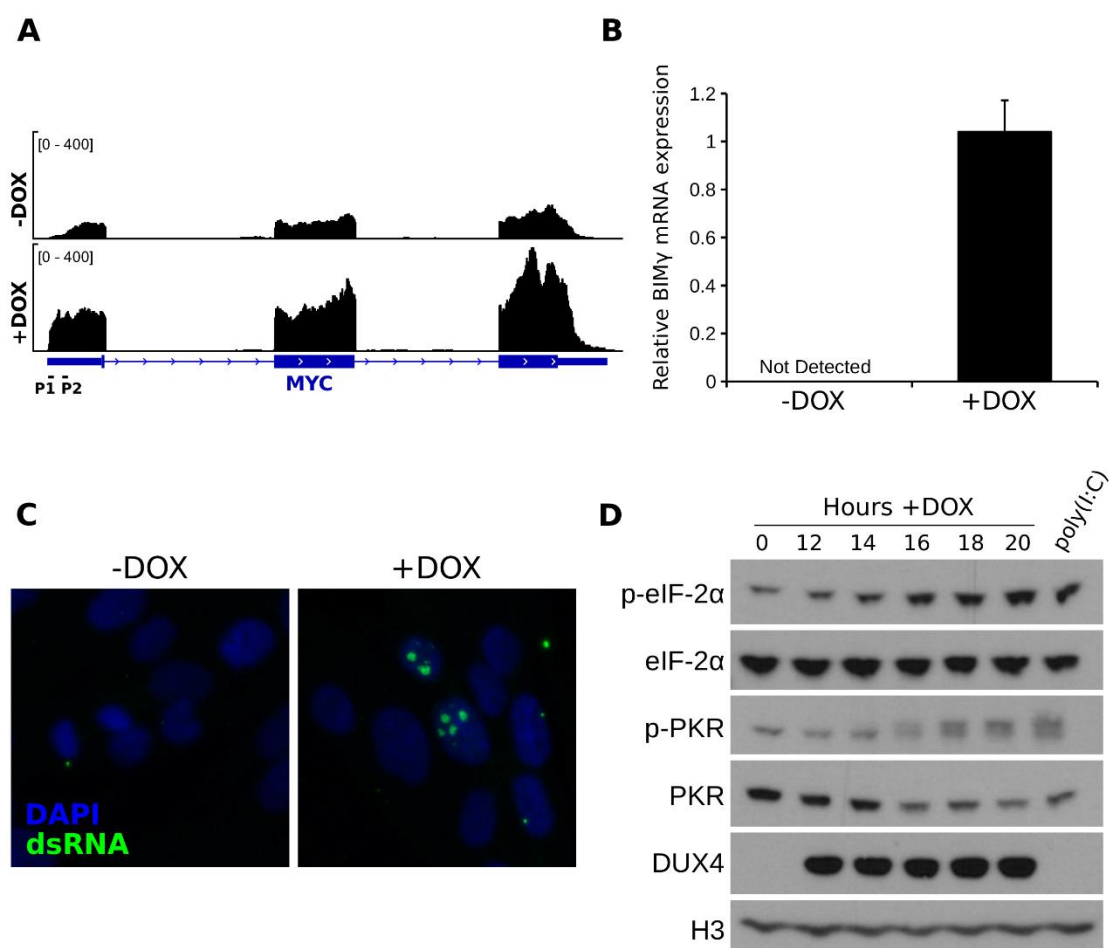 A
[0 - 400]
-DOX
[0 - 400]
+DOX
P1 P2
MYC
B
Relative BIMγ mRNA expression
1.2
1
0.8
0.6
0.4
0.2
0
Not Detected
-DOX
+DOX
C
-DOX
+DOX
DAPI
dsRNA
D
Hours +DOX
poly(I:C)
0 12 14 16 18 20
p-eIF-2α
eIF-2α
p-PKR
PKR
DUX4
H3